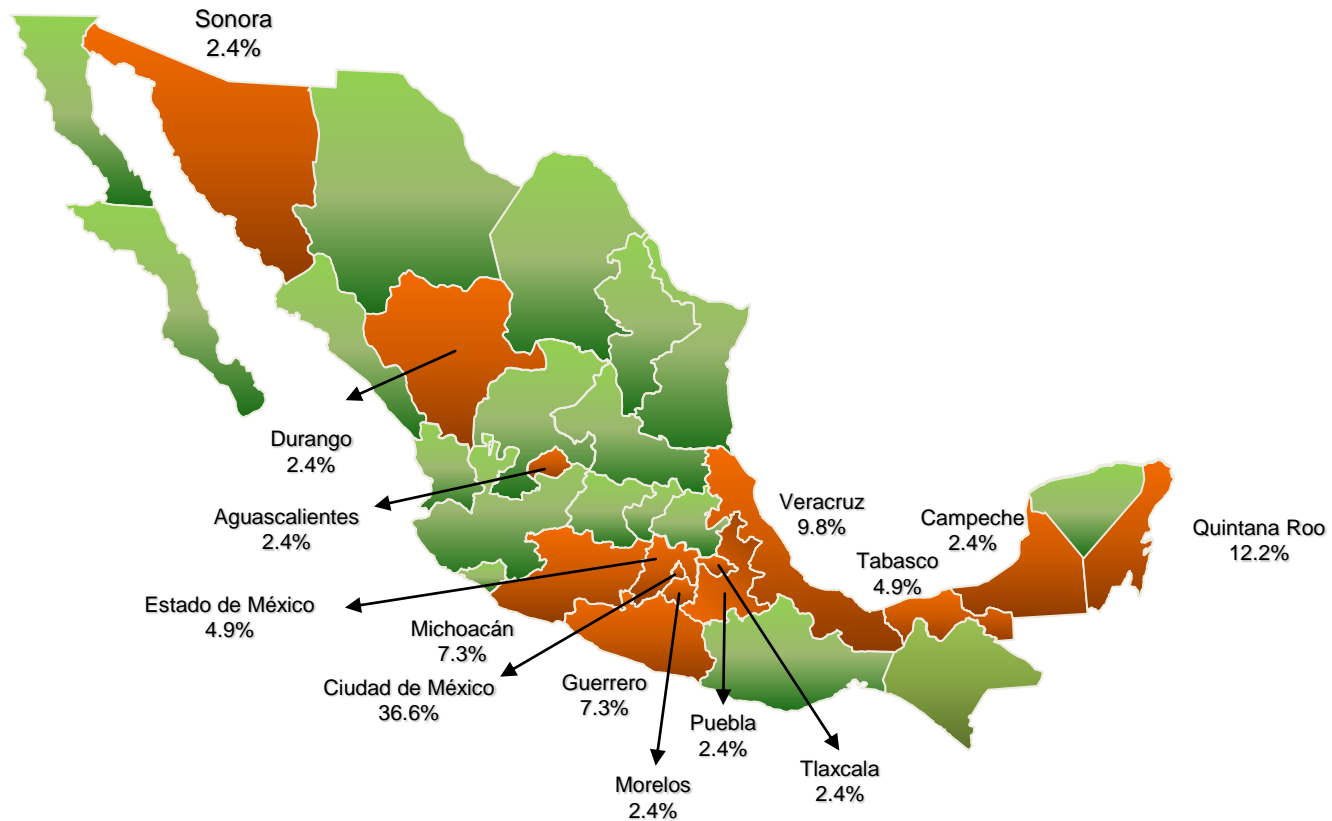 Sonora
2.4%
Durango
2.4%
Aguascalientes
2.4%
Veracruz
9.8%
Campeche
2.4%
Quintana Roo
12.2%
Tabasco
4.9%
Estado de México
4.9%
Michoacán
7.3%
Ciudad de México
36.6%
Guerrero
7.3%
Puebla
2.4%
Tlaxcala
2.4%
Morelos
2.4%